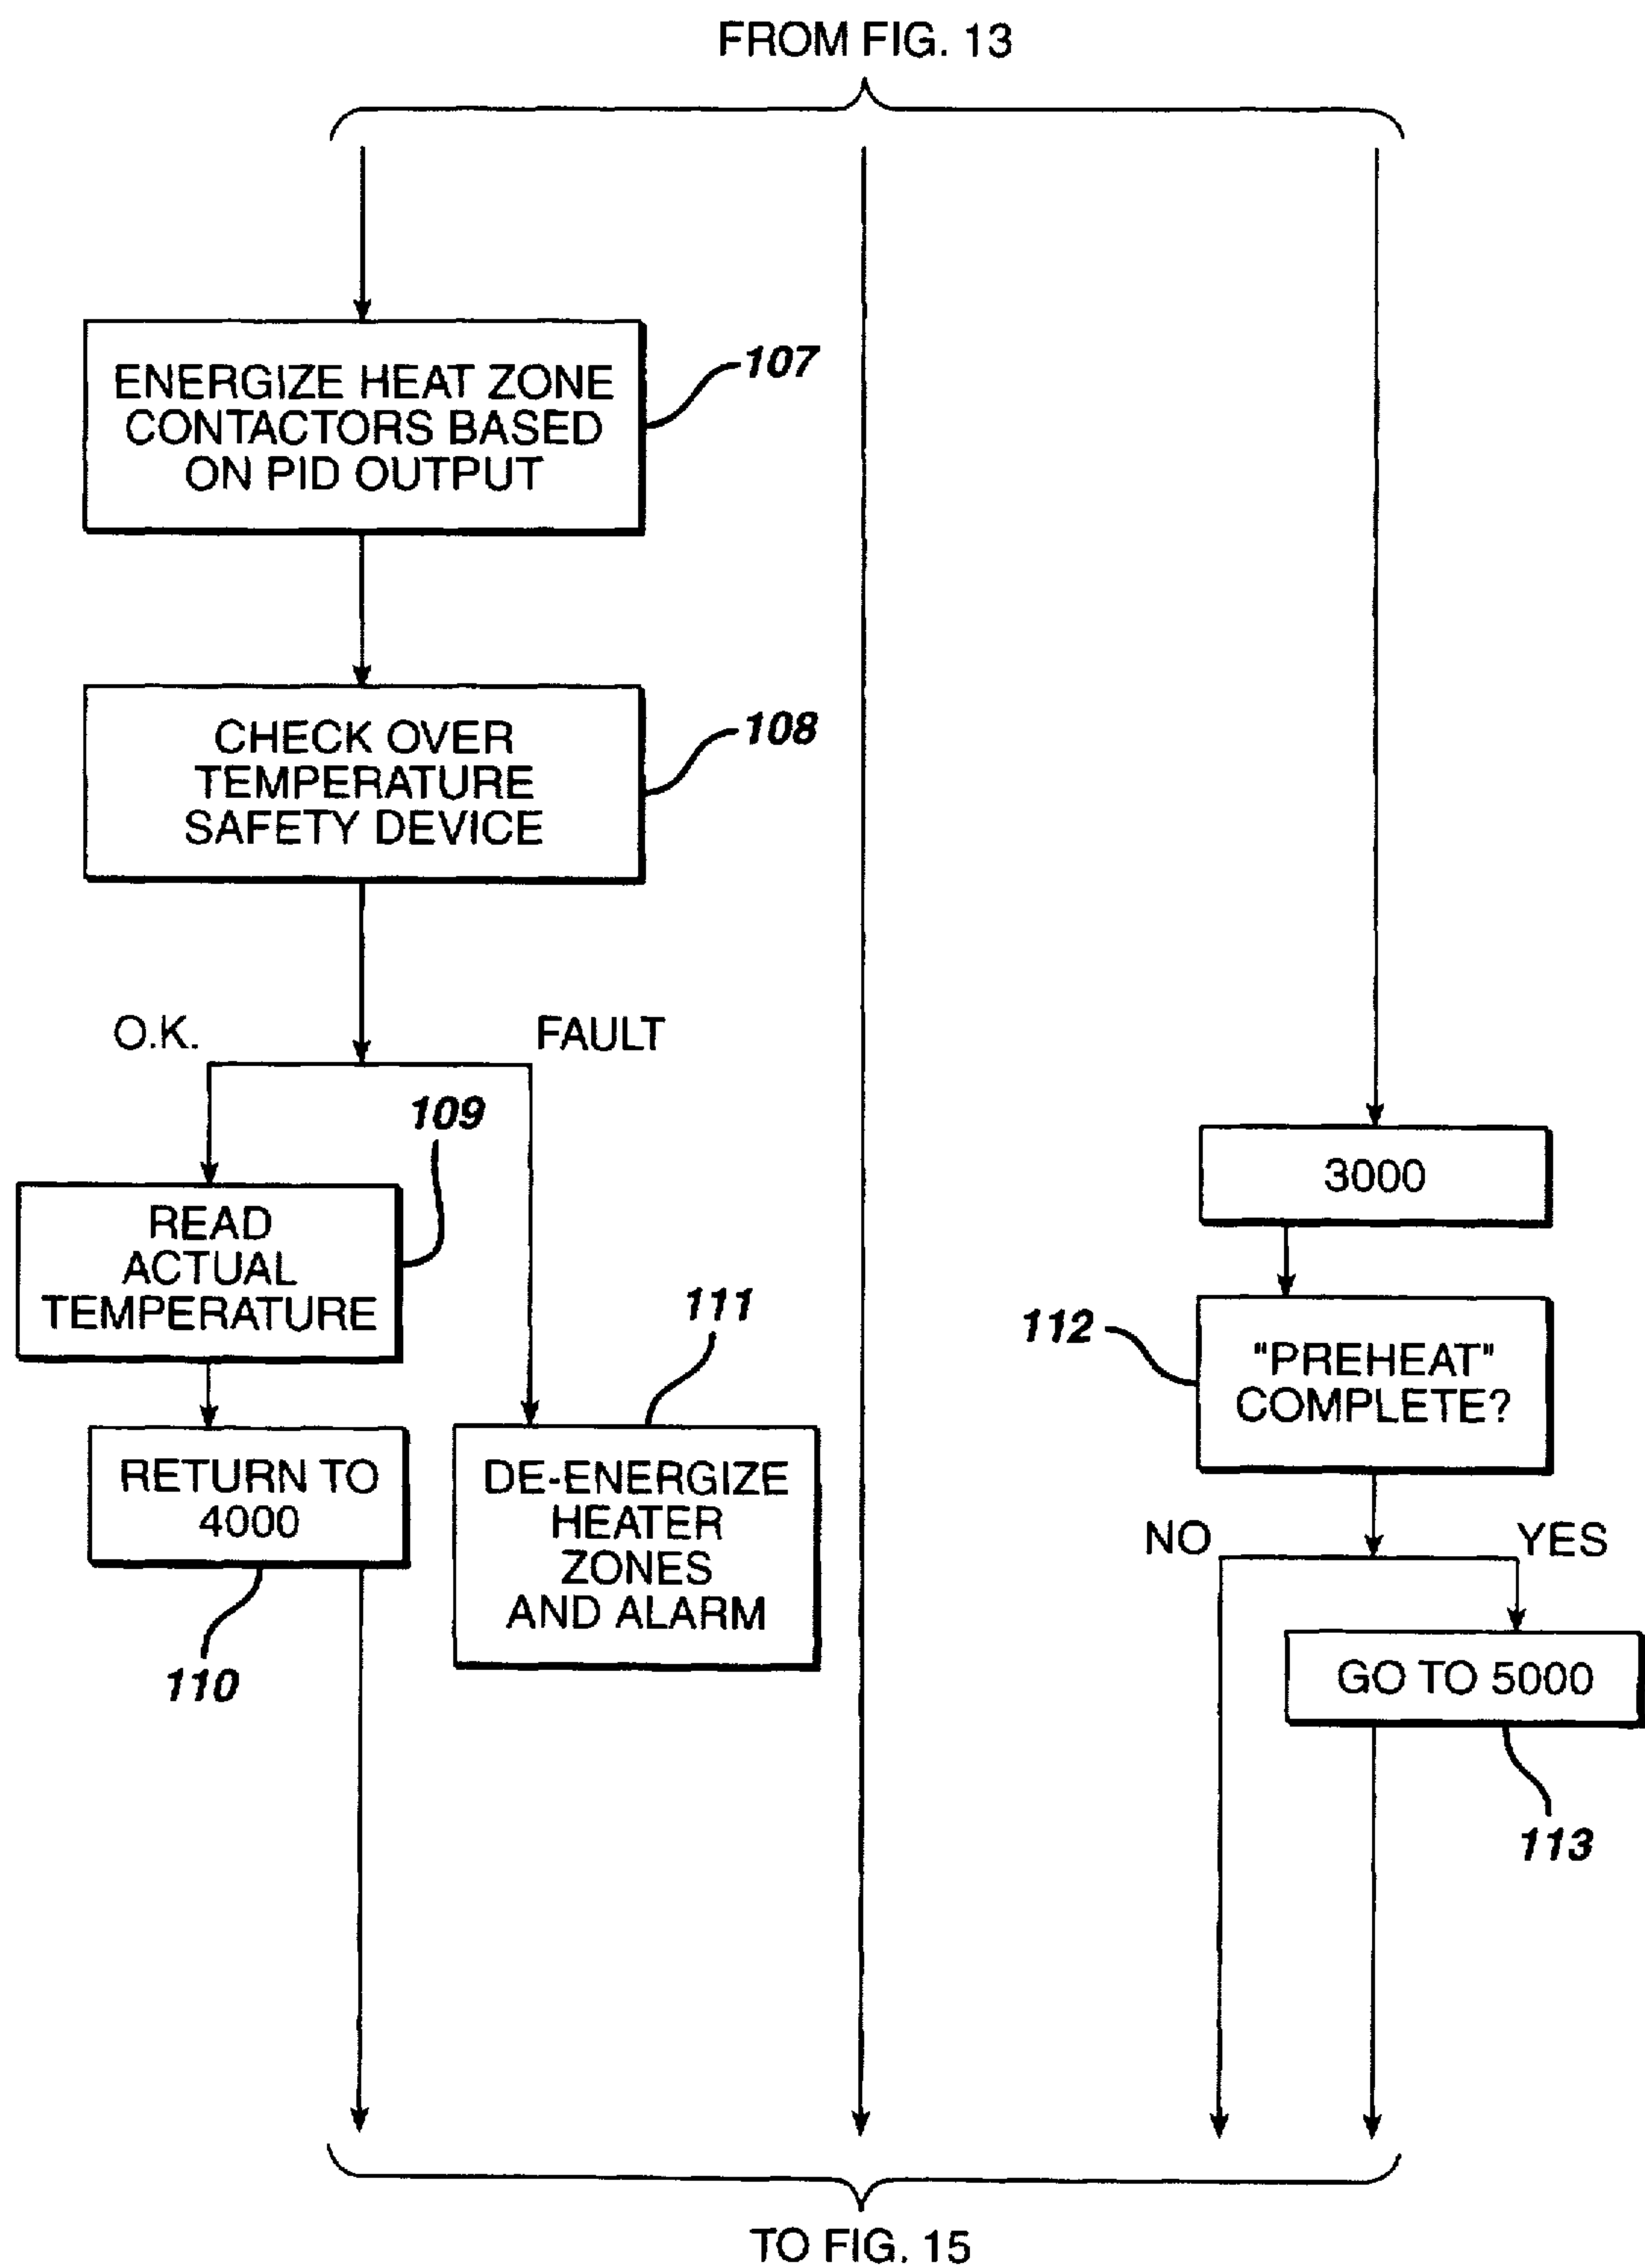 FROM FIG. 13
ENERGIZE HEAT ZONE
CONTACTORS BASED
ON PID OUTPUT
107
CHECK OVER
TEMPERATURE
SAFETY DEVICE
108
O.K.
FAULT
109
READ
ACTUAL
TEMPERATURE
RETURN TO
4000
110
111
DE-ENERGIZE
HEATER
ZONES
AND ALARM
3000
112
"PREHEAT"
COMPLETE?
NO
YES
GO TO 5000
113
TO FIG. 15